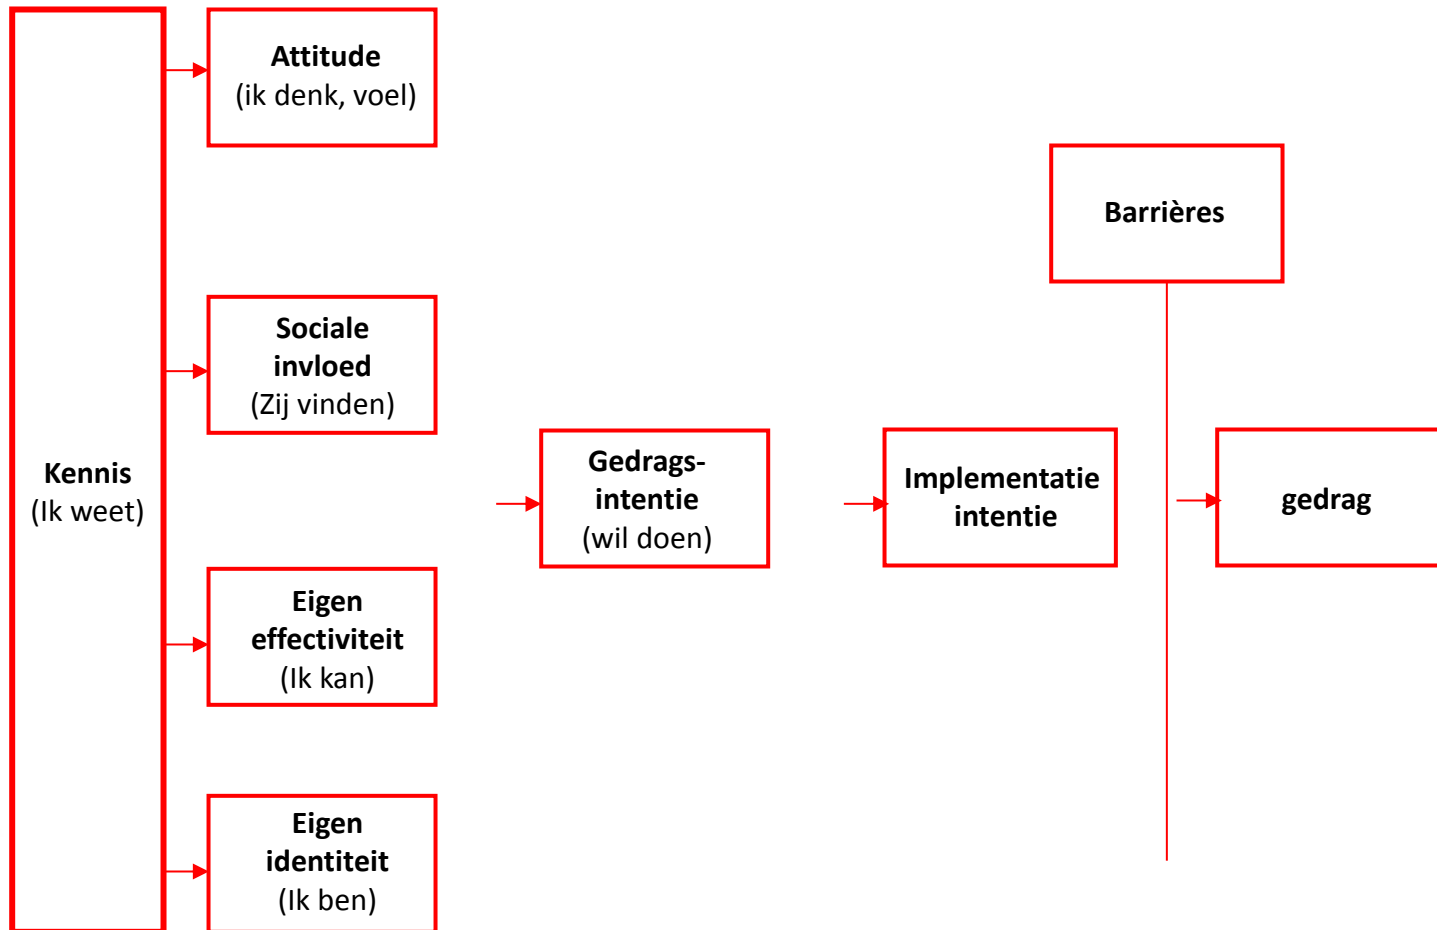 Kennis
(Ik weet)
Attitude
(ik denk, voel)
Sociale
invloed
(Zij vinden)
Eigen
effectiviteit
(Ik kan)
Eigen
identiteit
(Ik ben)
Gedrags-
intentie
(wil doen)
Implementatie
intentie
Barrières
gedrag